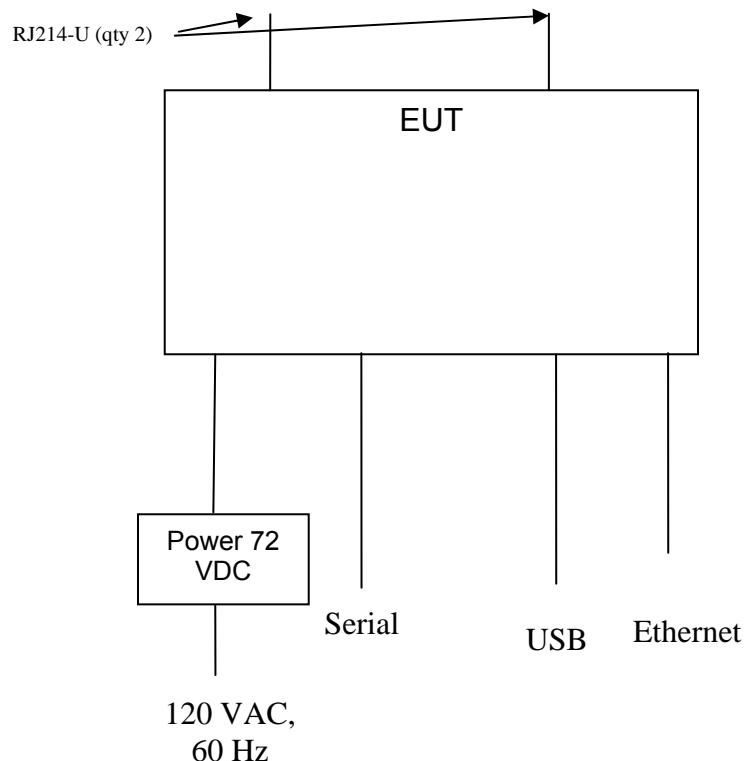 RJ214-U (qty 2)
EUT
Power 72
VDC
Serial
USB
Ethernet
120 VAC,
60 Hz